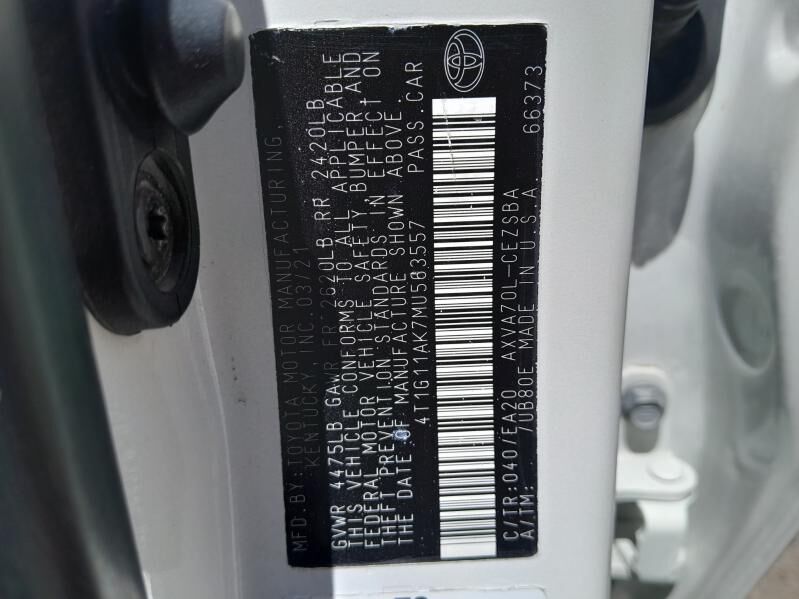 MFD.BY:TOYOTA MOTOR MANUFACTURING,
KENTUCKY, INC.03/21
GVWR 4475LB GAWR FR 2620LB RR 2420LB
THIS VEHICLE CONFORMS TO ALL APPLICABLE
FEDERAL MOTOR VEHICLE SAFETY, BUMPER, AND
THEFT PREVENTION STANDARDS IN EFFECT ON
THE DATE OF MANUFACTURE SHOWN ABOVE.
4T1G11AK7MU563557 PASS.CAR
C/TR:040/EA20 AXVA70L-CEZSBA
A/TM: /UB80E MADE IN U.S.A. 66373